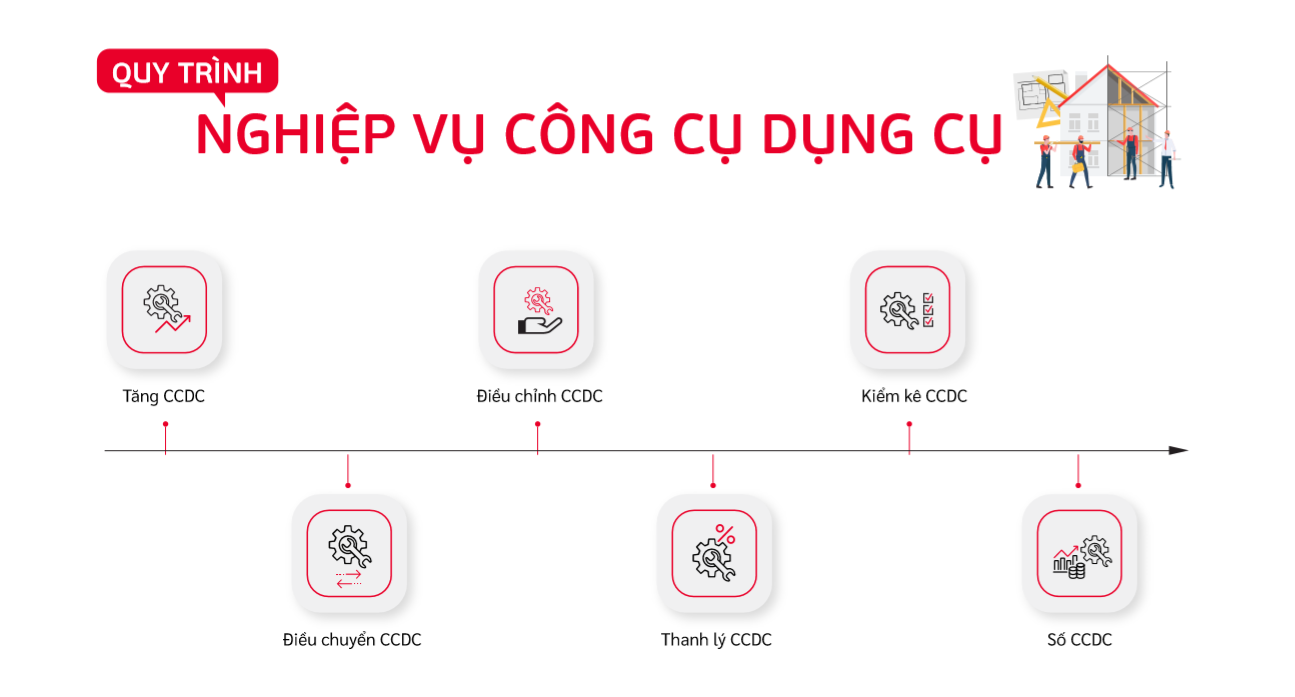 QUY TRÌNH
NGHIỆP VỤ CÔNG CỤ DỤNG CỤ
Tăng CCDC
Điều chỉnh CCDC
Kiểm kê CCDC
Điều chuyển CCDC
Thanh lý CCDC
Số CCDC